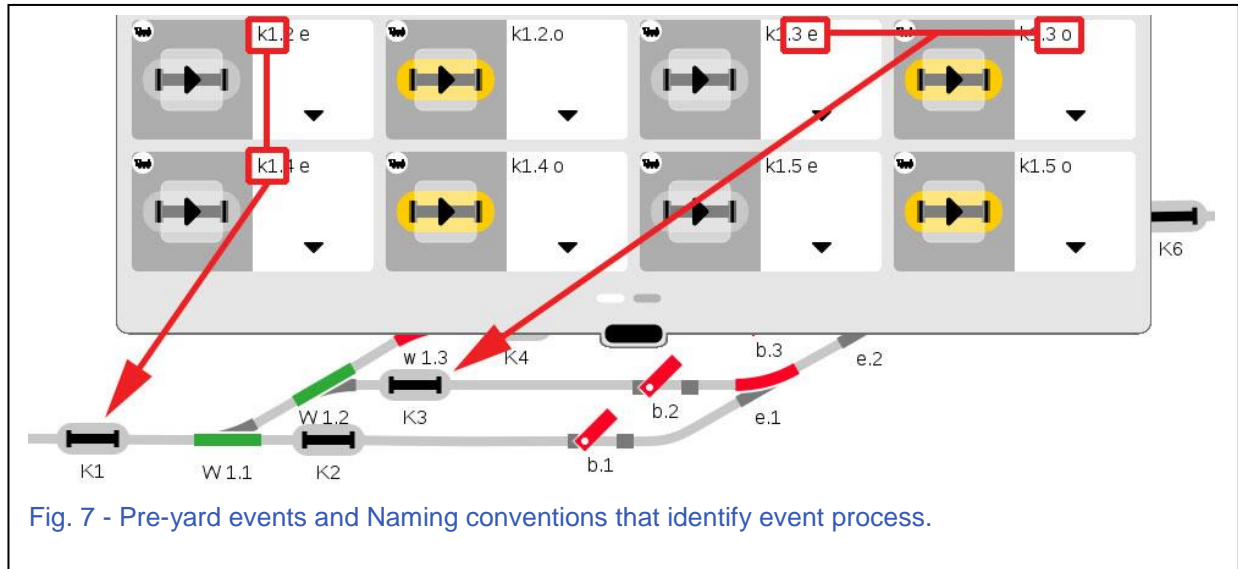 k1.2 e
k1.2.o
k1.3 e
k1.3 o
k1.4 e
k1.4 o
k1.5 e
k1.5 o
K6
w 1.3
K4
b.3
e.2
W 1.2
K3
b.2
e.1
K1
W 1.1
K2
b.1
Fig. 7 - Pre-yard events and Naming conventions that identify event process.